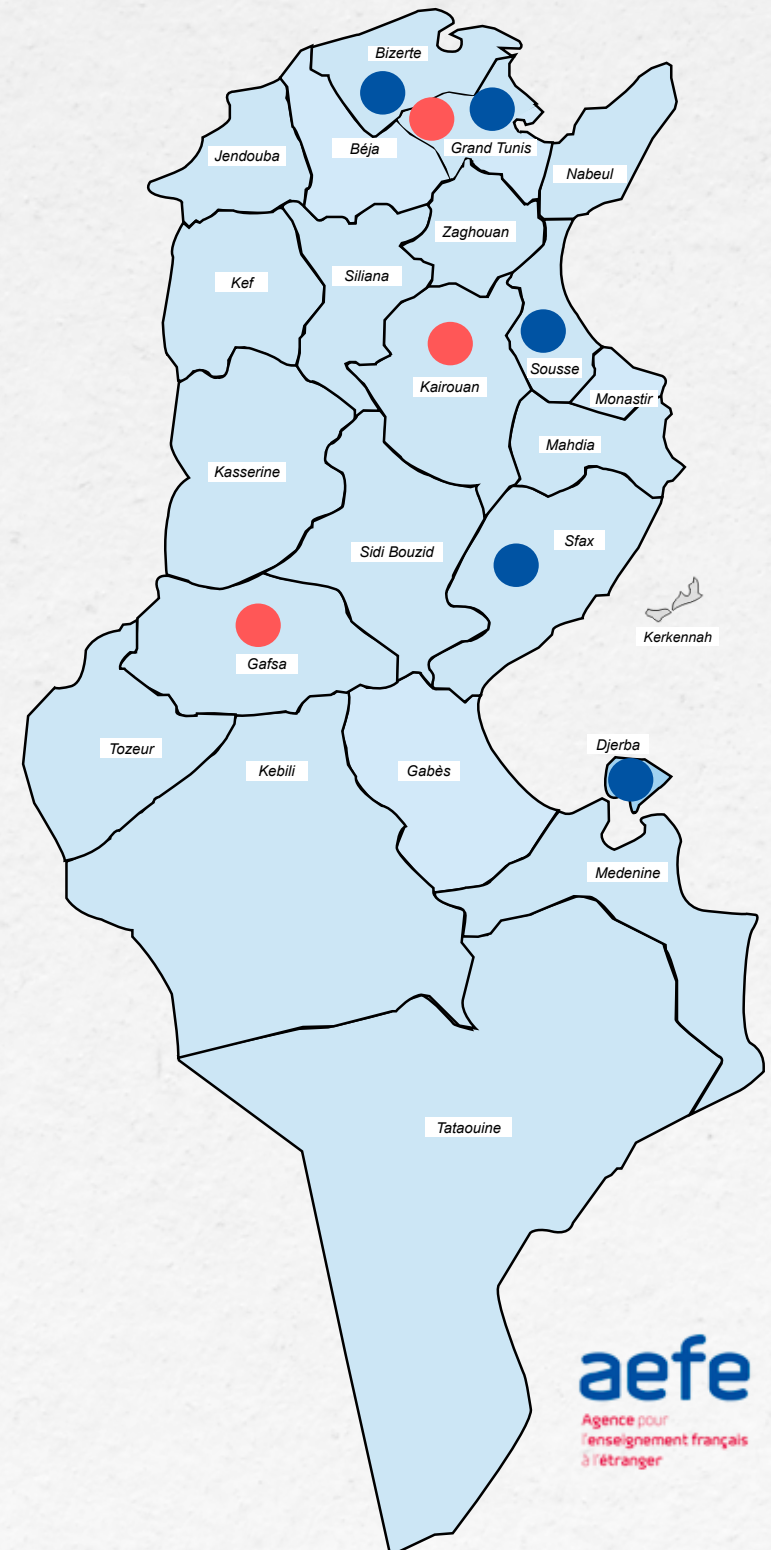 Bizerte
Jendouba
Béja
Grand Tunis
Nabeul
Zaghouan
Kef
Siliana
Sousse
Kairouan
Monastir
Mahdia
Kasserine
Sidi Bouzid
Sfax
Kerkennah
Gafsa
Djerba
Tozeur
Kebili
Gabès
Medenine
Tataouine
aefe
Agence pour
l'enseignement français
à l'étranger